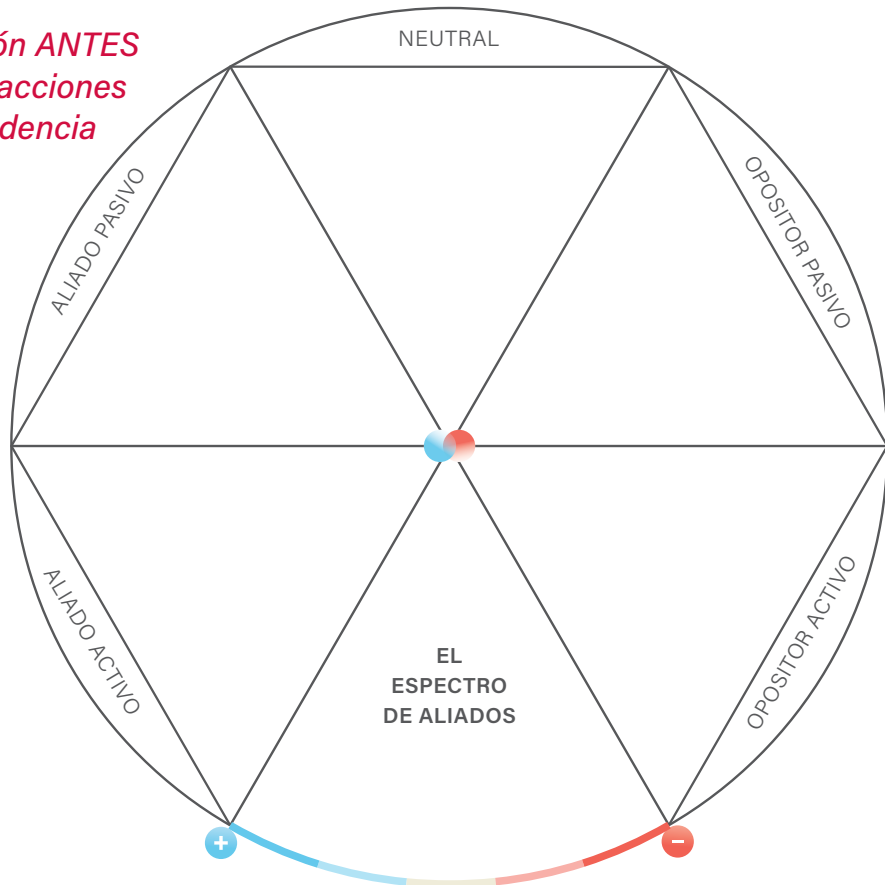 ón ANTES
acciones
dencia
NEUTRAL
ALIADO PASIVO
OPOSITOR PASIVO
ALIADO ACTIVO
OPOSITOR ACTIVO
EL
ESPECTRO
DE ALIADOS
+
−